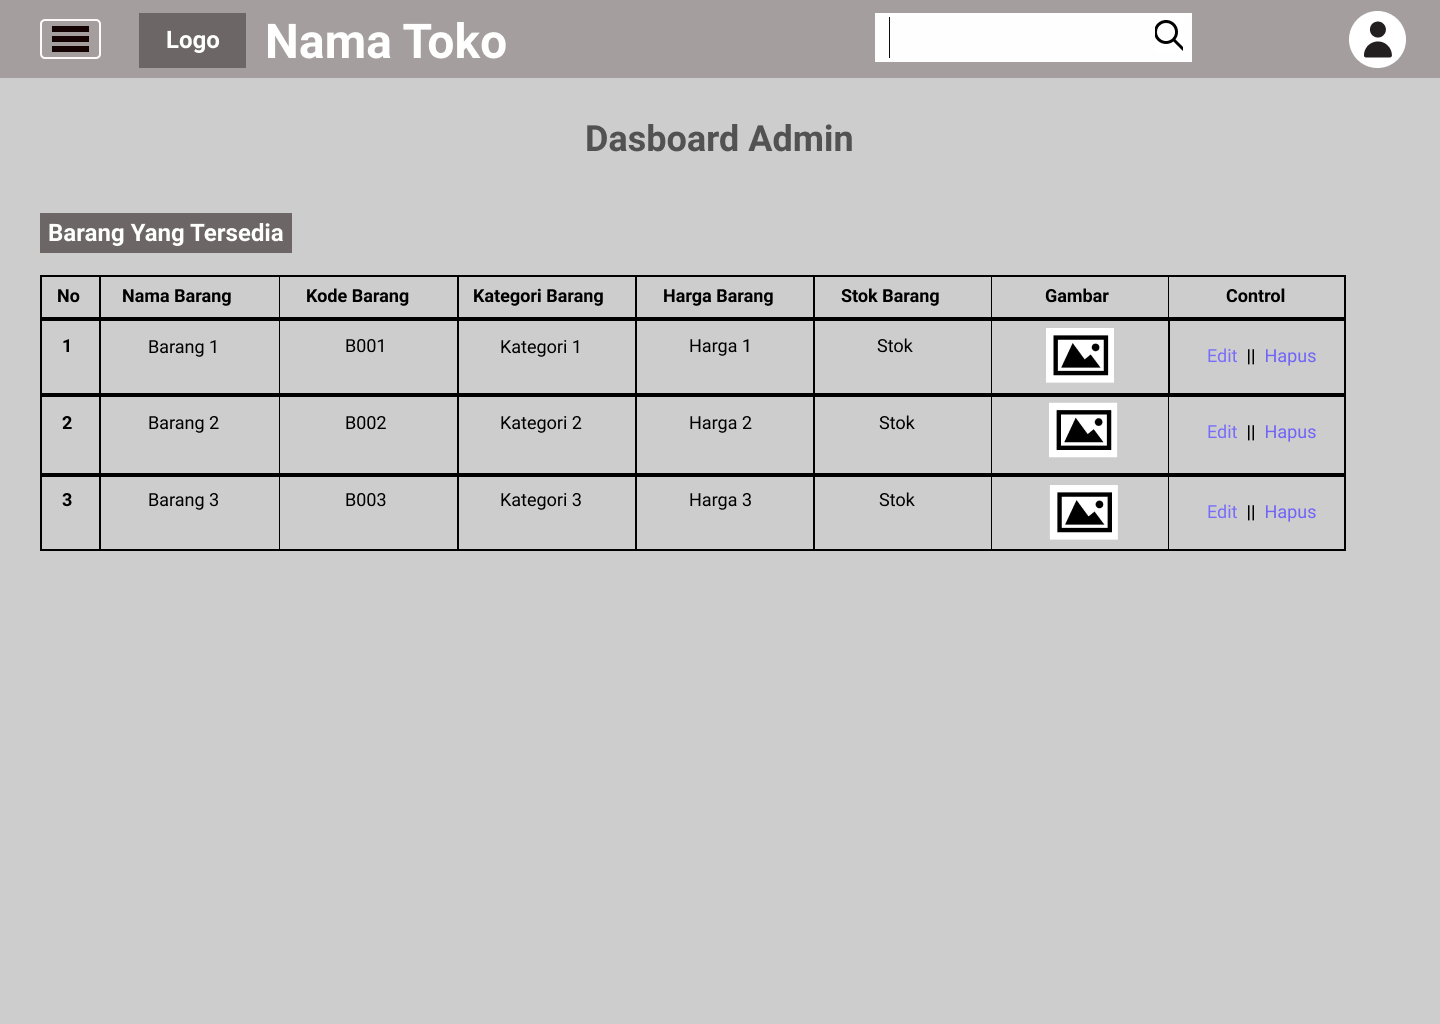 Logo
Nama Toko
Dasboard Admin
Barang Yang Tersedia
No Nama Barang Kode Barang Kategori Barang Harga Barang Stok Barang Gambar Control
1 Barang 1 B001 Kategori 1 Harga 1 Stok Edit || Hapus
2 Barang 2 B002 Kategori 2 Harga 2 Stok Edit || Hapus
3 Barang 3 B003 Kategori 3 Harga 3 Stok Edit || Hapus